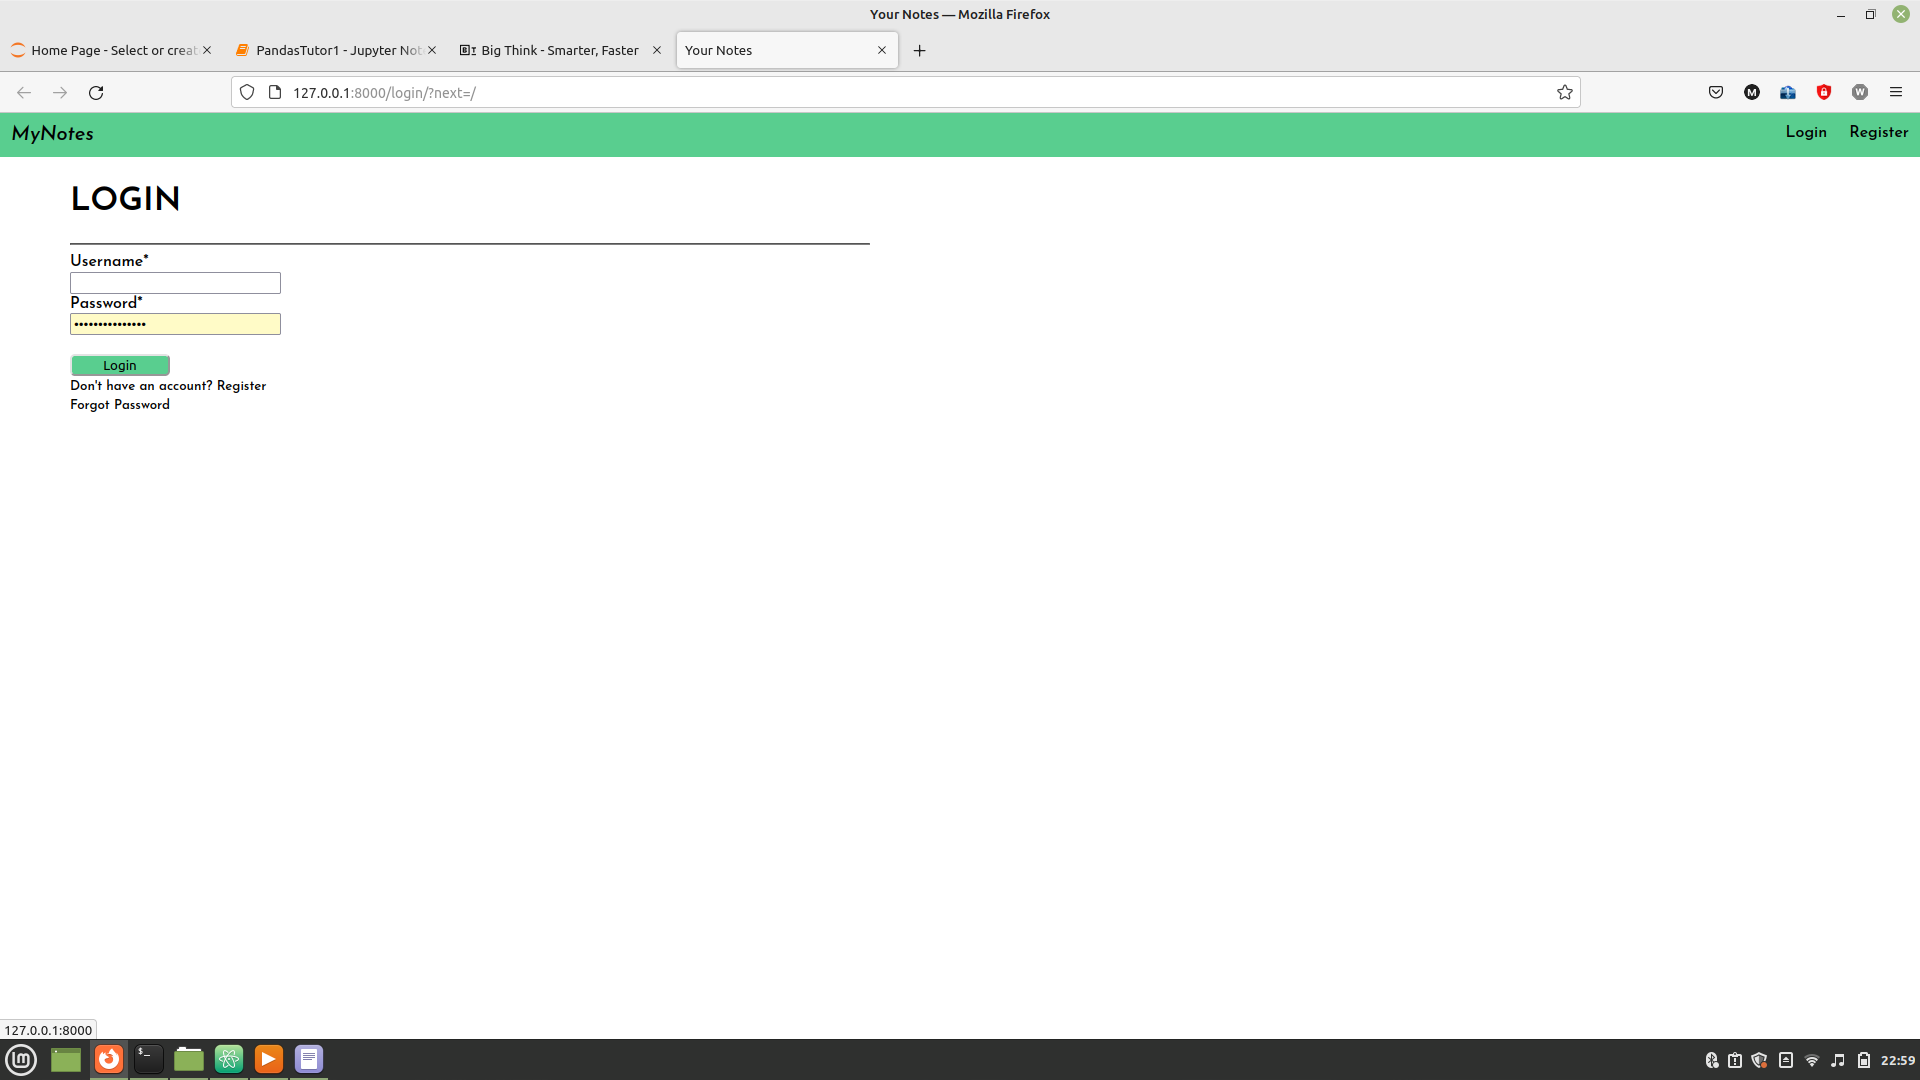 Your Notes — Mozilla Firefox
Home Page - Select or creat
PandasTutor1 - Jupyter Not
Big Think - Smarter, Faster
Your Notes
127.0.0.1:8000/login/?next=/
MyNotes
Login
Register
LOGIN
Username*
Password*
Login
Don't have an account? Register
Forgot Password
127.0.0.1:8000
22:59